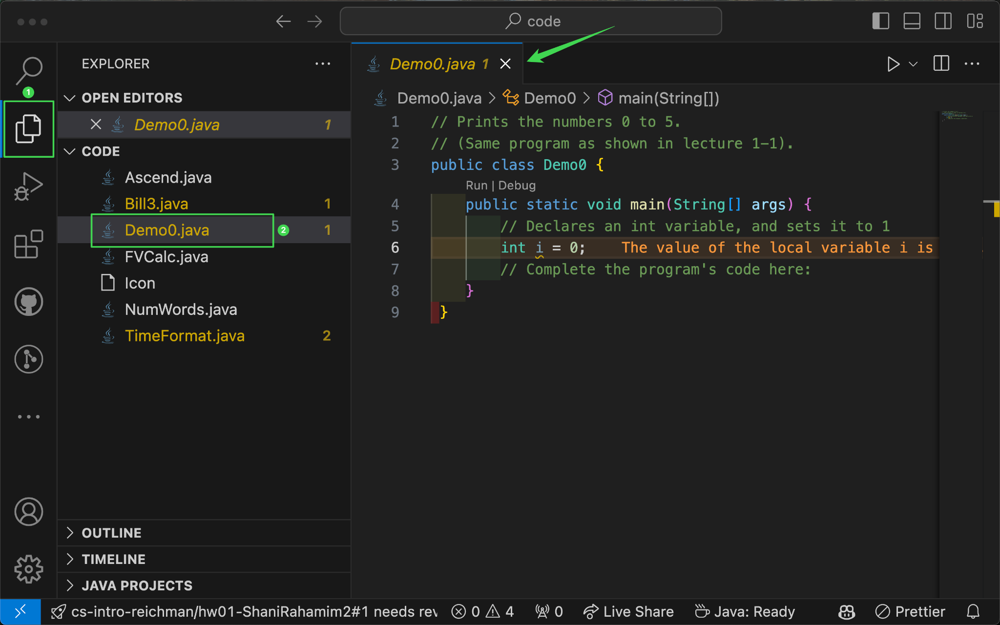 code
EXPLORER
OPEN EDITORS
Demo0.java 1
CODE
Ascend.java
Bill3.java 1
Demo0.java 2 1
FVCalc.java
Icon
NumWords.java
TimeFormat.java 2
OUTLINE
TIMELINE
JAVA PROJECTS
1
Demo0.java 1
Demo0.java > Demo0 > main(String[])
1 // Prints the numbers 0 to 5.
2 // (Same program as shown in lecture 1-1).
3 public class Demo0 {
Run | Debug
4 public static void main(String[] args) {
5 // Declares an int variable, and sets it to 1
6 int i = 0; The value of the local variable i is
7 // Complete the program's code here:
8 }
9 }
cs-intro-reichman/hw01-ShaniRahamim2#1 needs rev 0 4 0 Live Share Java: Ready Prettier